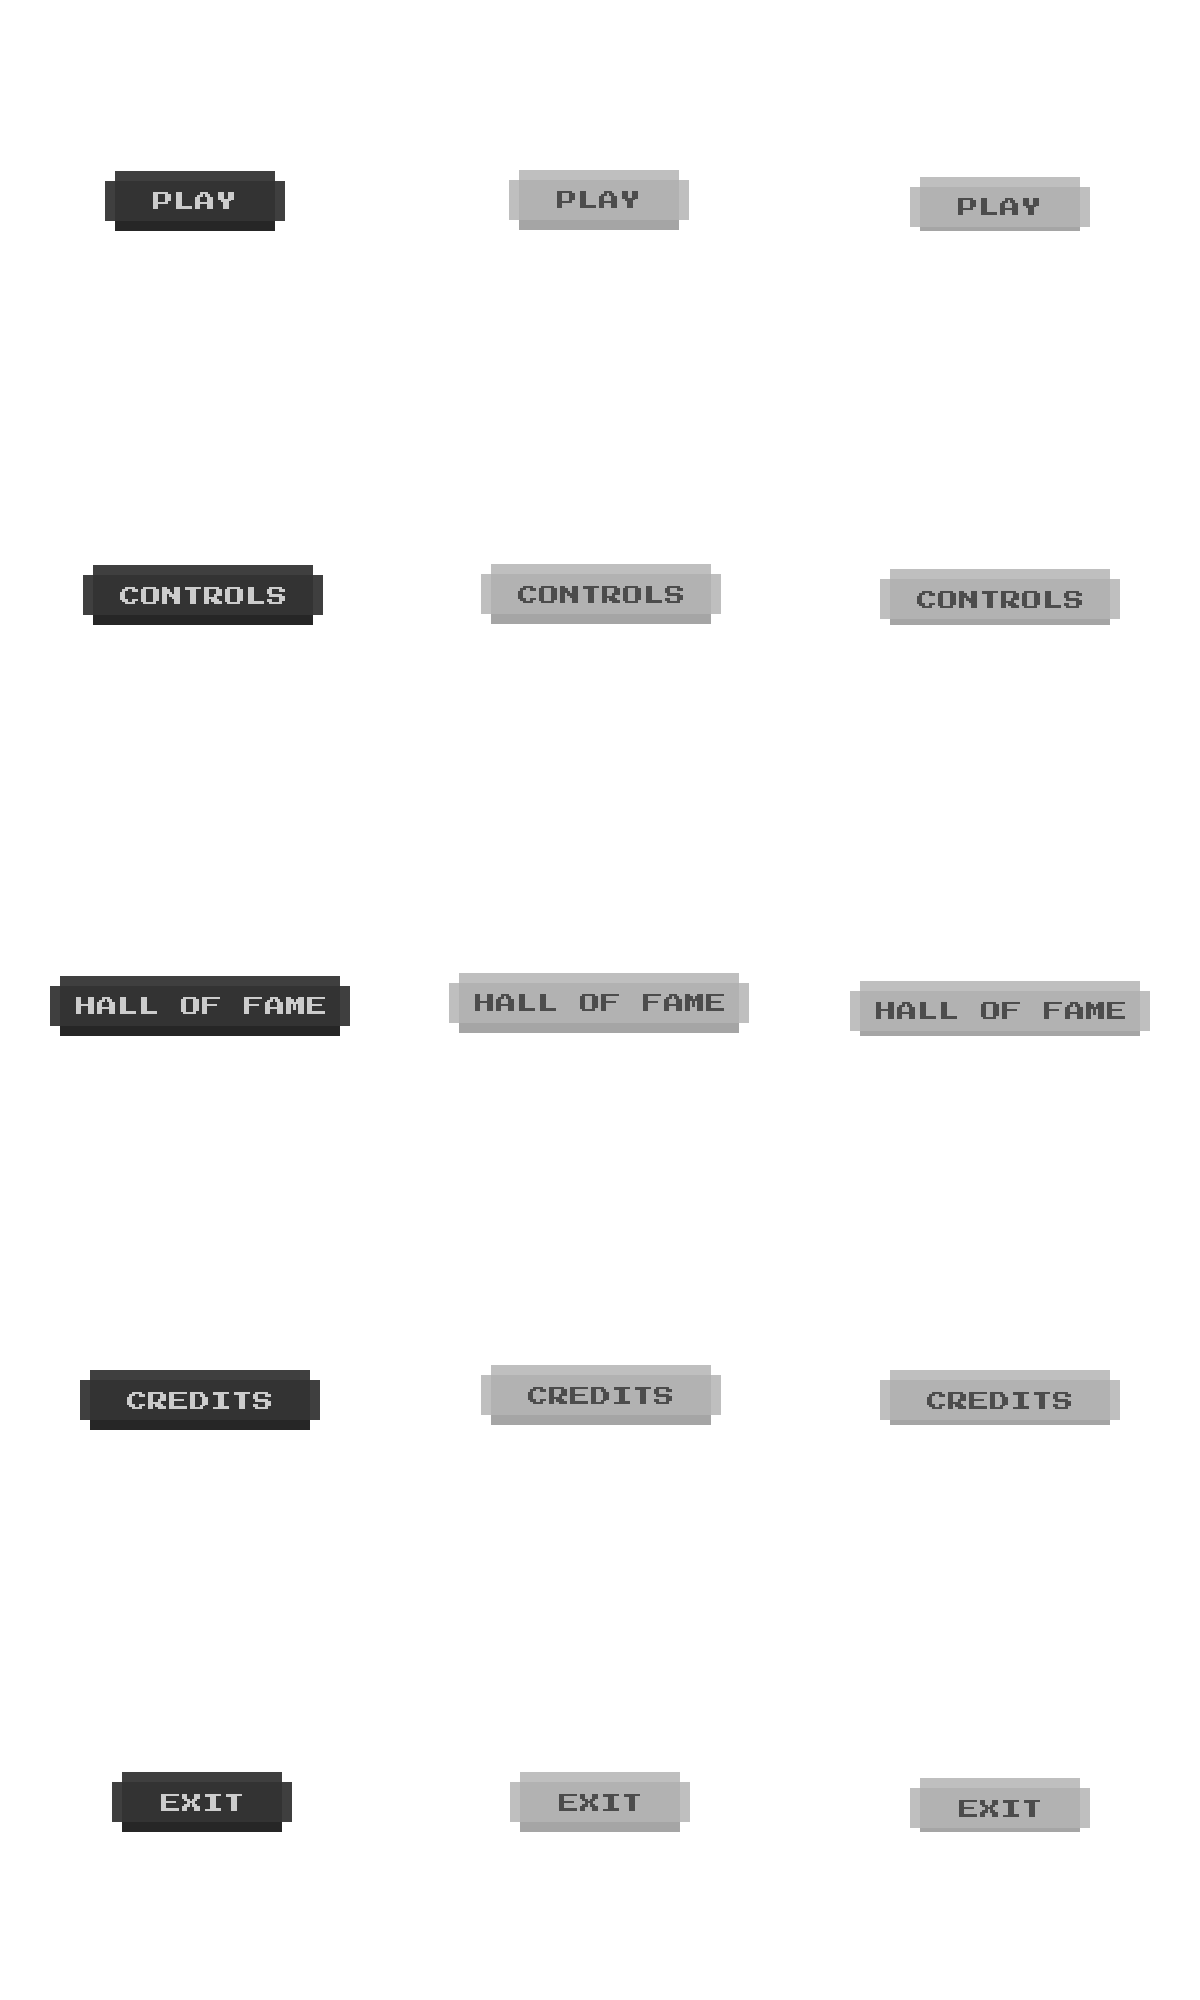 PLAY PLAY PLAY
CONTROLS CONTROLS CONTROLS
HALL OF FAME HALL OF FAME HALL OF FAME
CREDITS CREDITS CREDITS
EXIT EXIT EXIT